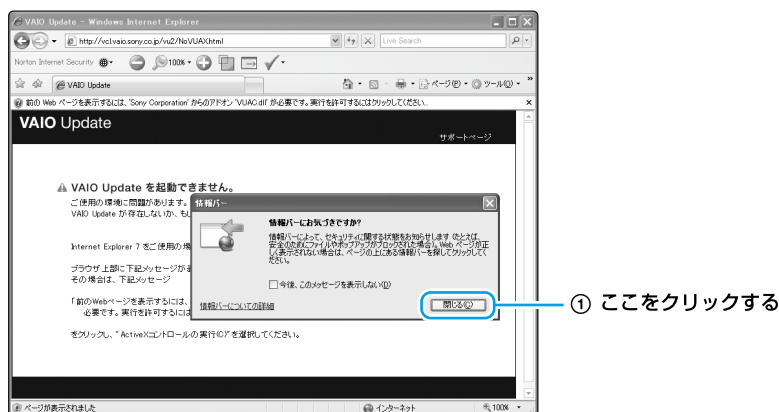 VAIO Update - Windows Internet Explorer
http://vcl.vaio.sony.co.jp/vu2/NoVUAX.html
Live Search
Norton Internet Security
100%
VAIO Update
ページ(P)
ツール(O)
前の Web ページを表示するには、'Sony Corporation' からのアドオン 'VUAC.dll' が必要です。実行を許可するにはクリックしてください...
VAIO Update
サポートページ
VAIO Update を起動できません。
ご使用の環境に問題があります。
VAIO Update が存在しないか、もし
Internet Explorer 7 をご使用の場
ブラウザ上部に下記メッセージが
その場合は、下記メッセージ
「前のWebページを表示するには、
必要です。実行を許可するには
をクリックし、"ActiveXコントロールの実行(C)"を選択してください。
情報バー
情報バーにお気づきですか?
情報バーによって、セキュリティに関する状態をお知らせします (たとえば、
安全のためにファイルやポップアップがブロックされた場合)。Web ページが正
しく表示されない場合は、ページの上にある情報バーを探してクリックしてく
ださい。
今後、このメッセージを表示しない(D)
情報バーについての詳細
閉じる(C)
① ここをクリックする
ページが表示されました
インターネット
100%